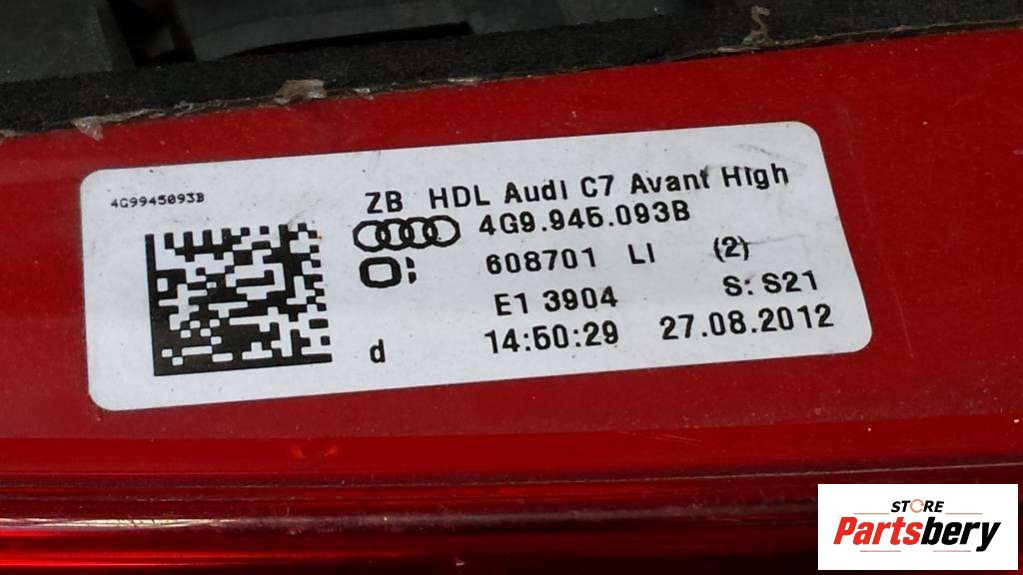 4G9945093B
ZB HDL Audi C7 Avant High
4G9.945.093B
608701 LI (2)
E1 3904 S: S21
d 14:50:29 27.08.2012
STORE
Partsbery